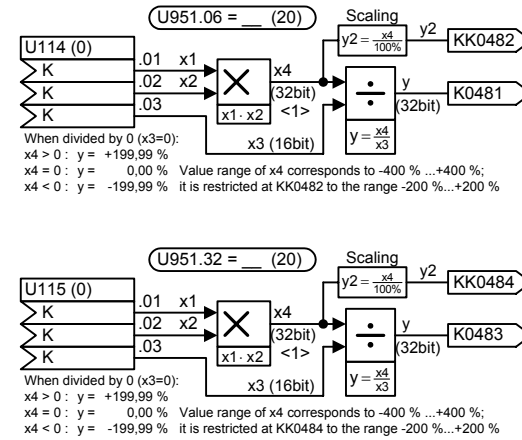 U951.06 = __ (20)
Scaling
U114 (0)
y2 = x4/100%
y2
KK0482
.01 x1
K
.02 x2
K
.03
K
x4
(32bit)
<1>
x1· x2
y
K0481
(32bit)
y = x4/x3
x3 (16bit)
When divided by 0 (x3=0):
x4 > 0 : y = +199,99 %
x4 = 0 : y = 0,00 % Value range of x4 corresponds to -400 % ...+400 %;
x4 < 0 : y = -199,99 % it is restricted at KK0482 to the range -200 %...+200 %
U951.32 = __ (20)
Scaling
U115 (0)
y2 = x4/100%
y2
KK0484
.01 x1
K
.02 x2
K
.03
K
x4
(32bit)
<1>
x1· x2
y
K0483
(32bit)
y = x4/x3
x3 (16bit)
When divided by 0 (x3=0):
x4 > 0 : y = +199,99 %
x4 = 0 : y = 0,00 % Value range of x4 corresponds to -400 % ...+400 %;
x4 < 0 : y = -199,99 % it is restricted at KK0484 to the range -200 %...+200 %